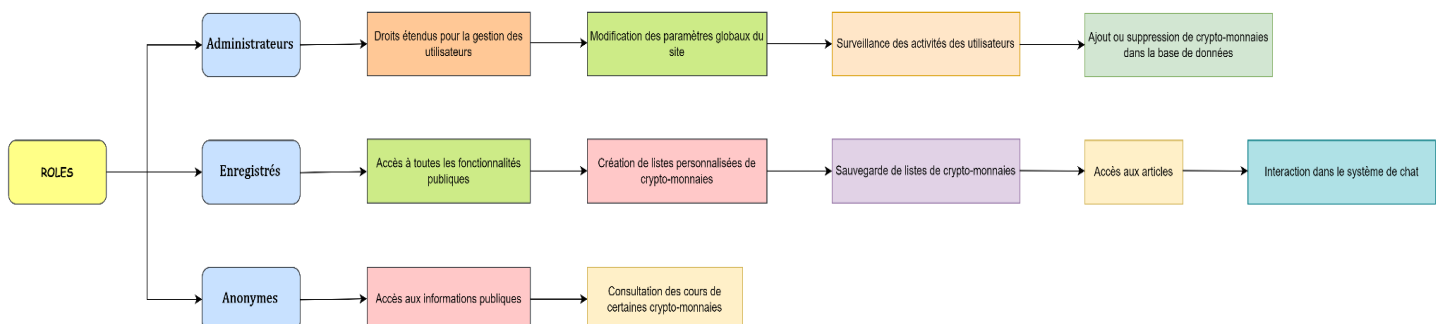 Administrateurs
Droits étendus pour la gestion des
utilisateurs
Modification des paramètres globaux du
site
Surveillance des activités des utilisateurs
Ajout ou suppression de crypto-monnaies
dans la base de données
ROLES
Enregistrés
Accès à toutes les fonctionnalités
publiques
Création de listes personnalisées de
crypto-monnaies
Sauvegarde de listes de crypto-monnaies
Accès aux articles
Interaction dans le système de chat
Anonymes
Accès aux informations publiques
Consultation des cours de
certaines crypto-monnaies